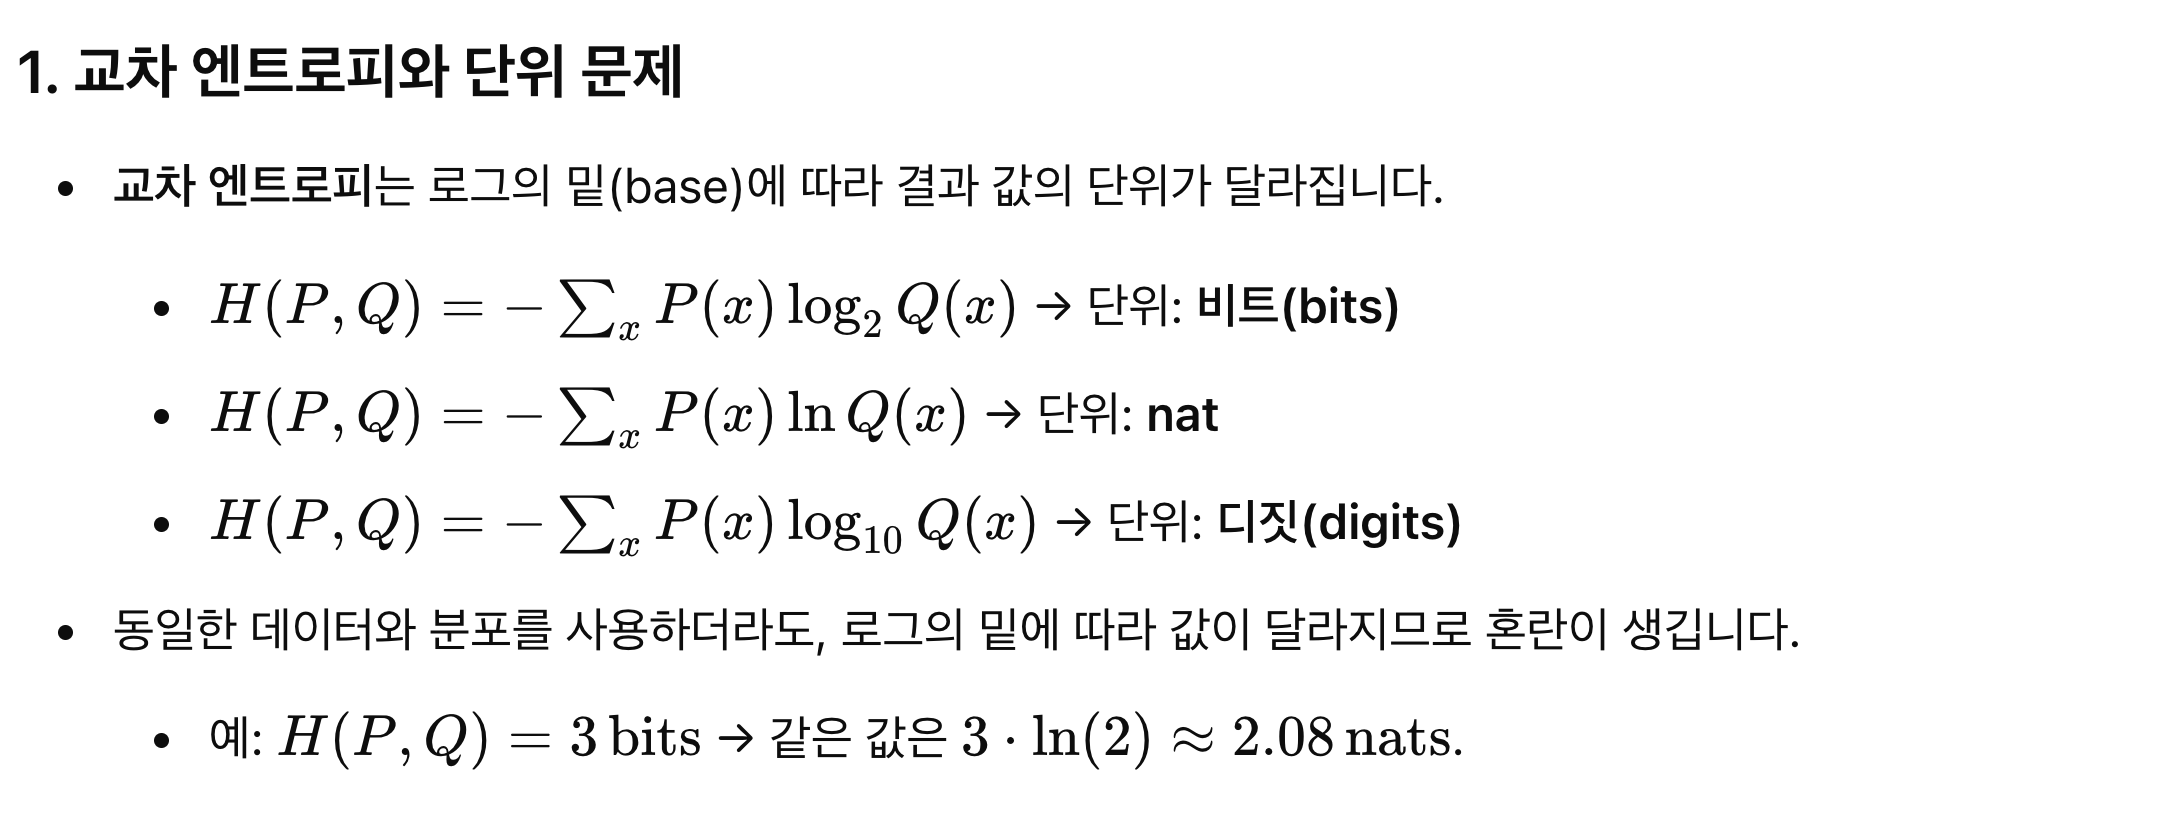 1. 교차 엔트로피와 단위 문제
• 교차 엔트로피는 로그의 밑(base)에 따라 결과 값의 단위가 달라집니다.
• H(P, Q) = − ∑ₓ P(x) log₂ Q(x) → 단위: 비트(bits)
• H(P, Q) = − ∑ₓ P(x) ln Q(x) → 단위: nat
• H(P, Q) = − ∑ₓ P(x) log₁₀ Q(x) → 단위: 디짓(digits)
• 동일한 데이터와 분포를 사용하더라도, 로그의 밑에 따라 값이 달라지므로 혼란이 생깁니다.
• 예: H(P, Q) = 3 bits → 같은 값은 3 · ln(2) ≈ 2.08 nats.